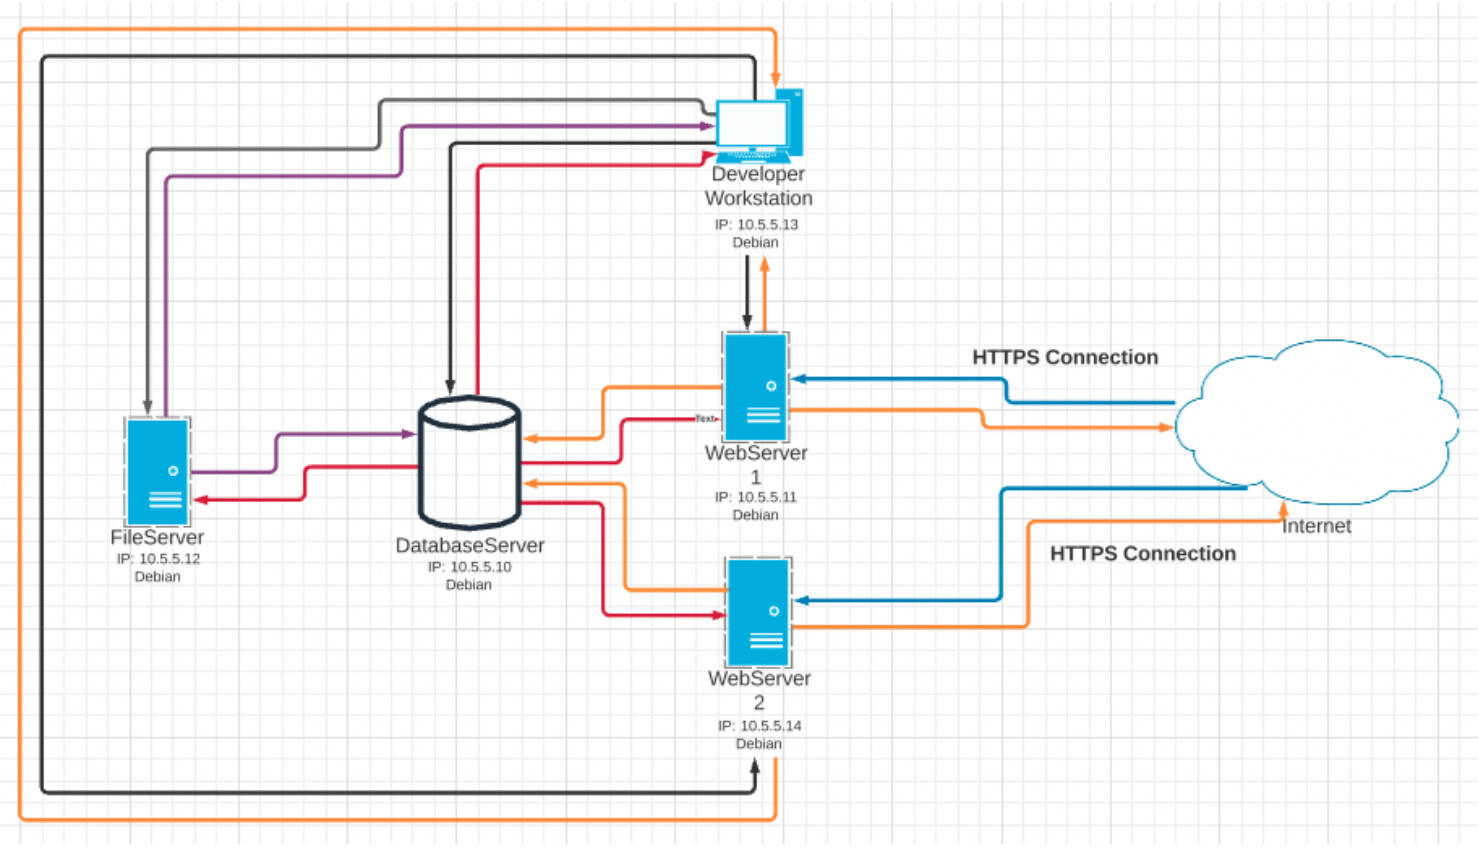 Developer
Workstation
IP: 10.5.5.13
Debian
HTTPS Connection
Text
WebServer
1
IP: 10.5.5.11
Debian
Internet
HTTPS Connection
FileServer
IP: 10.5.5.12
Debian
DatabaseServer
IP: 10.5.5.10
Debian
WebServer
2
IP: 10.5.5.14
Debian